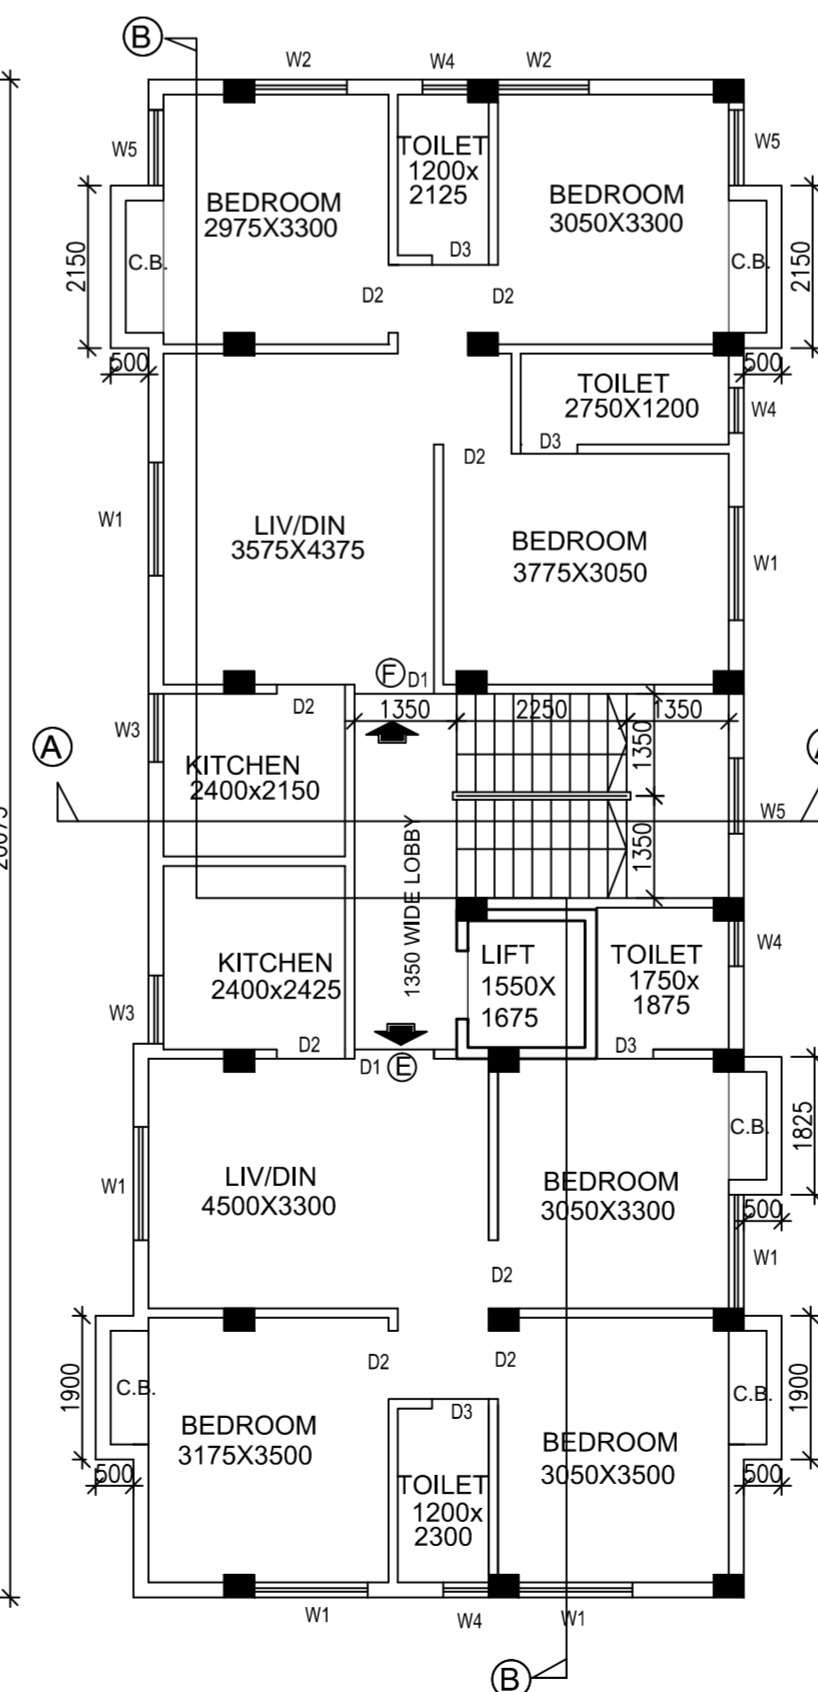 B
W2
W4
W2
W5
TOILET
1200x
2125
W5
BEDROOM
2975X3300
BEDROOM
3050X3300
2150
C.B.
D3
C.B.
2150
D2
D2
500
500
TOILET
2750X1200
W4
D2
D3
W1
LIV/DIN
3575X4375
BEDROOM
3775X3050
W1
F
D1
D2
1350
2250
1350
W3
A
KITCHEN
2400x2150
1350
W5
1350
1350 WIDE LOBBY
KITCHEN
2400x2425
LIFT
1550X
1675
TOILET
1750x
1875
W4
W3
D2
D1
E
D3
C.B.
1825
W1
LIV/DIN
4500X3300
BEDROOM
3050X3300
500
D2
W1
1900
C.B.
D2
D2
C.B.
1900
D3
BEDROOM
3175X3500
BEDROOM
3050X3500
500
TOILET
1200x
2300
500
W1
W4
W1
B